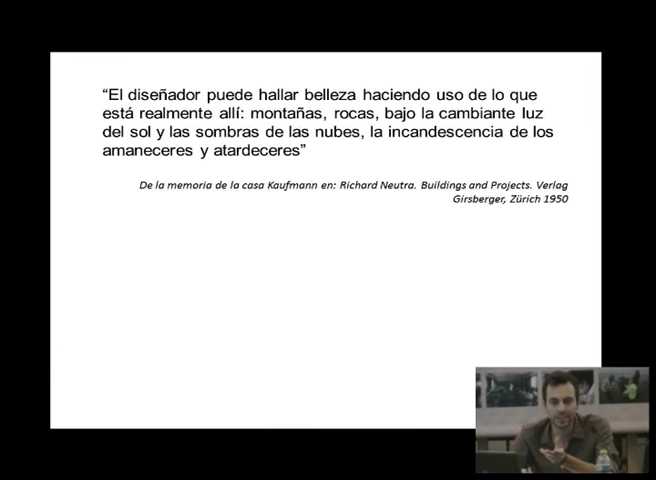 “El diseñador puede hallar belleza haciendo uso de lo que
está realmente allí: montañas, rocas, bajo la cambiante luz
del sol y las sombras de las nubes, la incandescencia de los
amaneceres y atardeceres”
De la memoria de la casa Kaufmann en: Richard Neutra. Buildings and Projects. Verlag
Girsberger, Zürich 1950